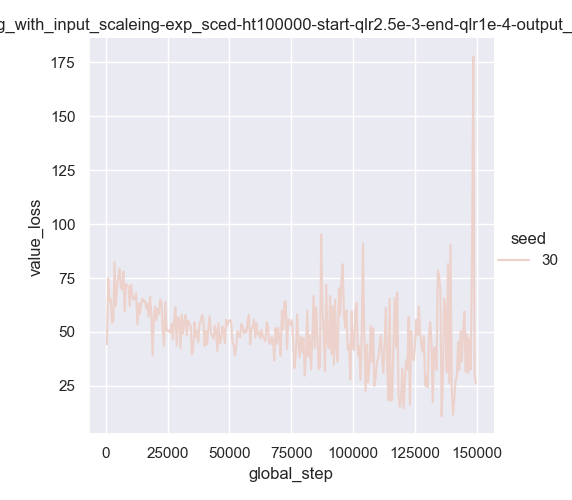 g_with_input_scaleing-exp_sced-ht100000-start-qlr2.5e-3-end-qlr1e-4-output_
175
150
125
100
75
50
25
value_loss
0 25000 50000 75000 100000 125000 150000
global_step
seed
30